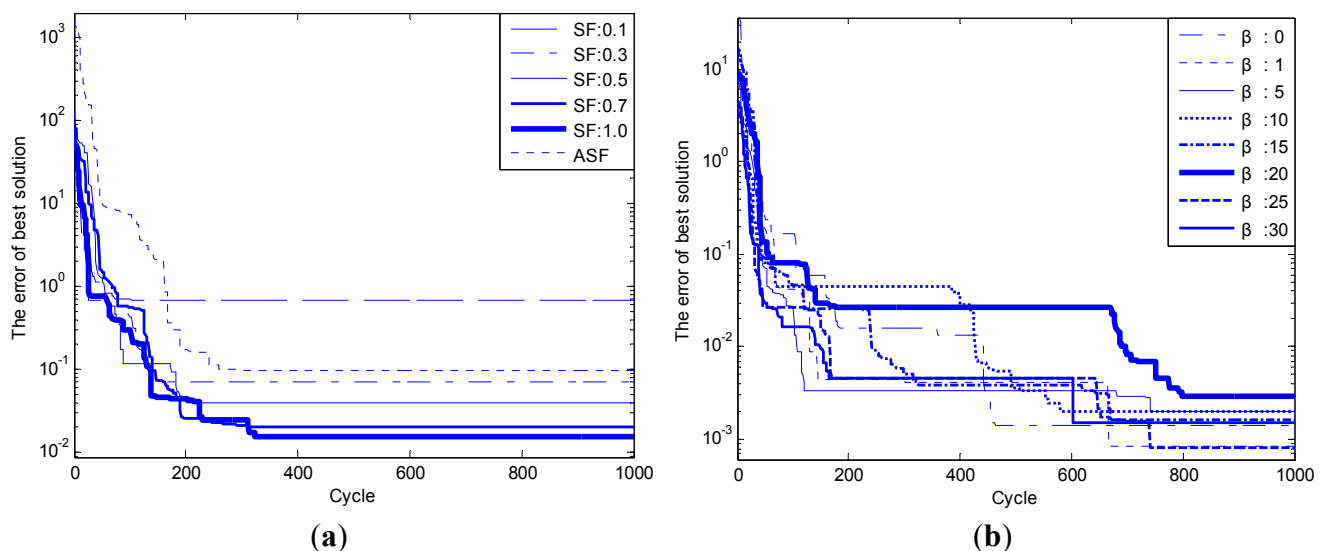 10^3
10^2
10^1
10^0
10^-1
10^-2
The error of best solution
0
200
400
600
800
1000
Cycle
SF:0.1
SF:0.3
SF:0.5
SF:0.7
SF:1.0
ASF
(a)
10^1
10^0
10^-1
10^-2
10^-3
The error of best solution
0
200
400
600
800
1000
Cycle
β : 0
β : 1
β : 5
β : 10
β : 15
β : 20
β : 25
β : 30
(b)